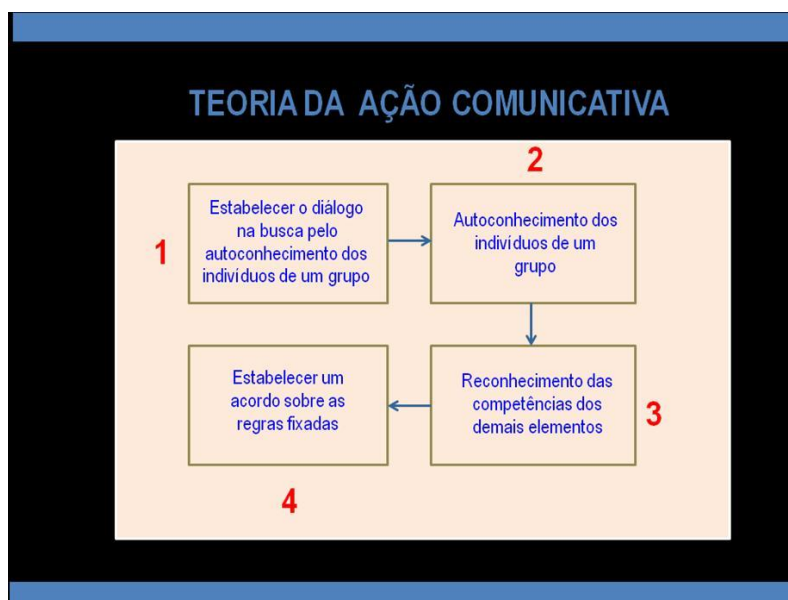 TEORIA DA AÇÃO COMUNICATIVA
1
Estabelecer o diálogo
na busca pelo
autoconhecimento dos
indivíduos de um grupo
2
Autoconhecimento dos
indivíduos de um
grupo
Reconhecimento das
competências dos
demais elementos
3
Estabelecer um
acordo sobre as
regras fixadas
4